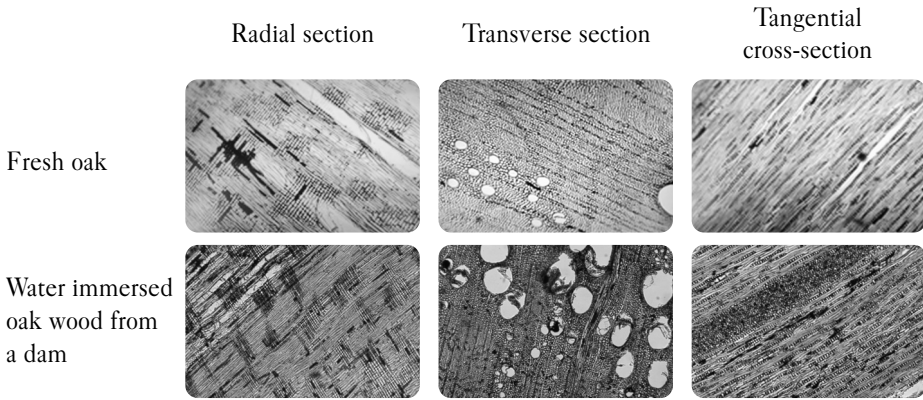 Radial section
Transverse section
Tangential
cross-section
Fresh oak
Water immersed
oak wood from
a dam